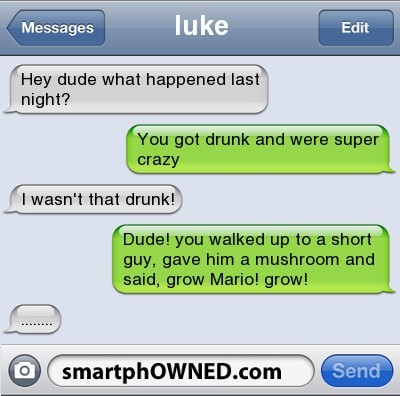 Messages
luke
Edit
Hey dude what happened last
night?
You got drunk and were super
crazy
I wasn't that drunk!
Dude! you walked up to a short
guy, gave him a mushroom and
said, grow Mario! grow!
........
smartphOWNED.com
Send